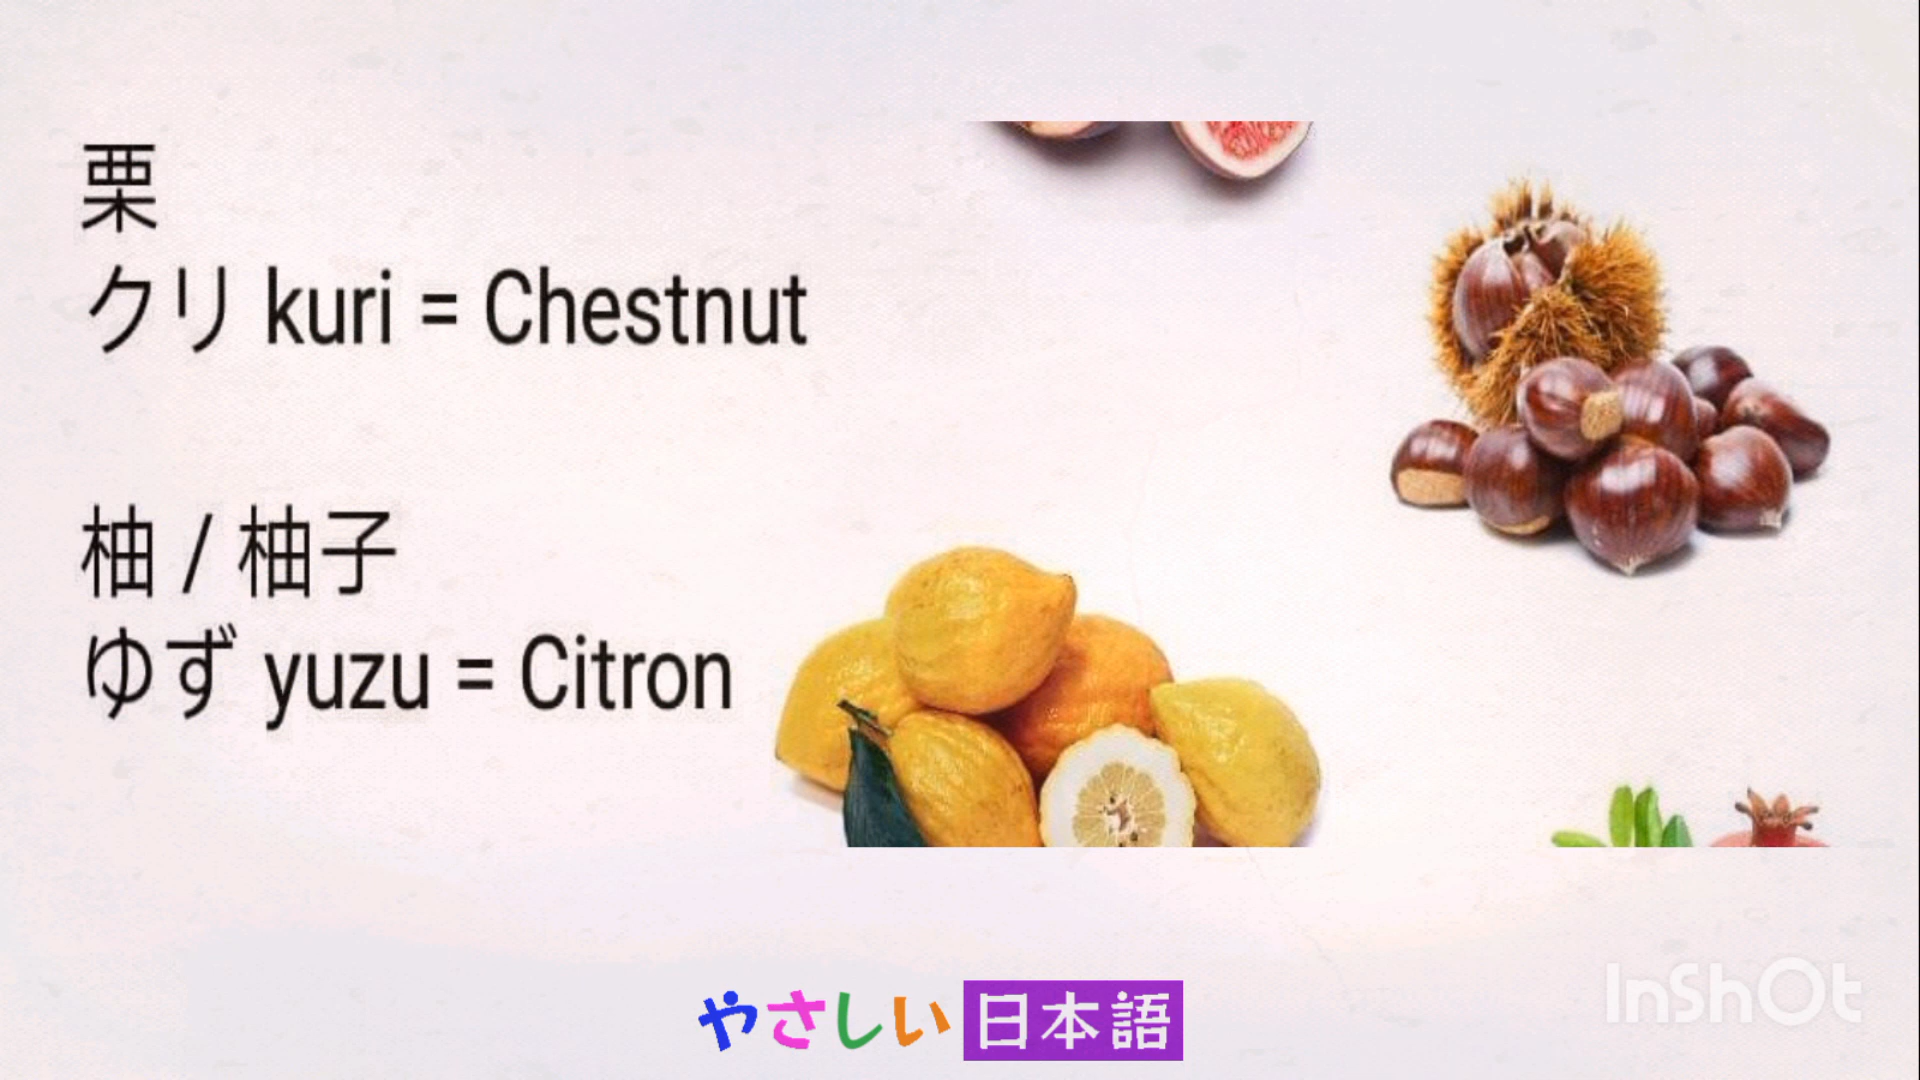 栗
クリ kuri = Chestnut
柚 / 柚子
ゆず yuzu = Citron
やさしい日本語
InShOt